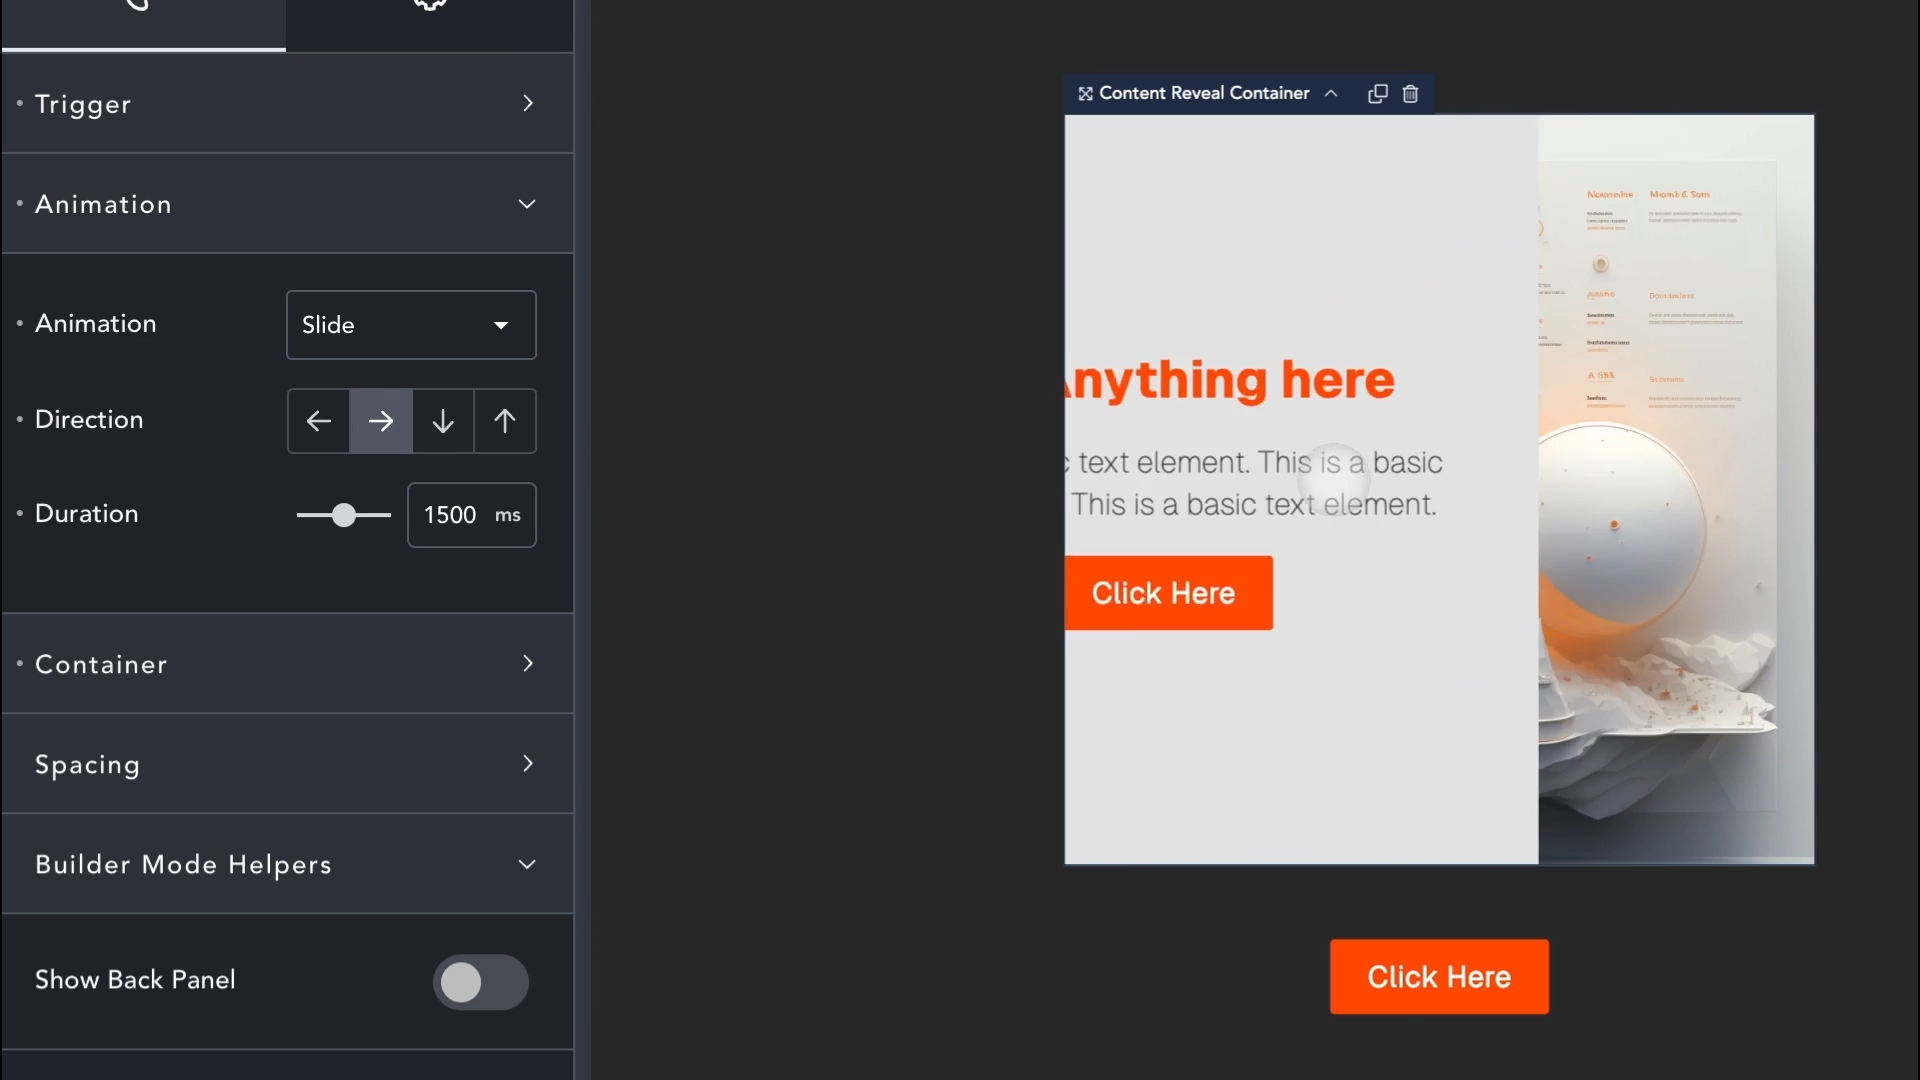 Trigger
Animation
Animation
Slide
Direction
Duration
1500 ms
Container
Spacing
Builder Mode Helpers
Show Back Panel
Content Reveal Container
nything here
text element. This is a basic
This is a basic text element.
Click Here
Click Here